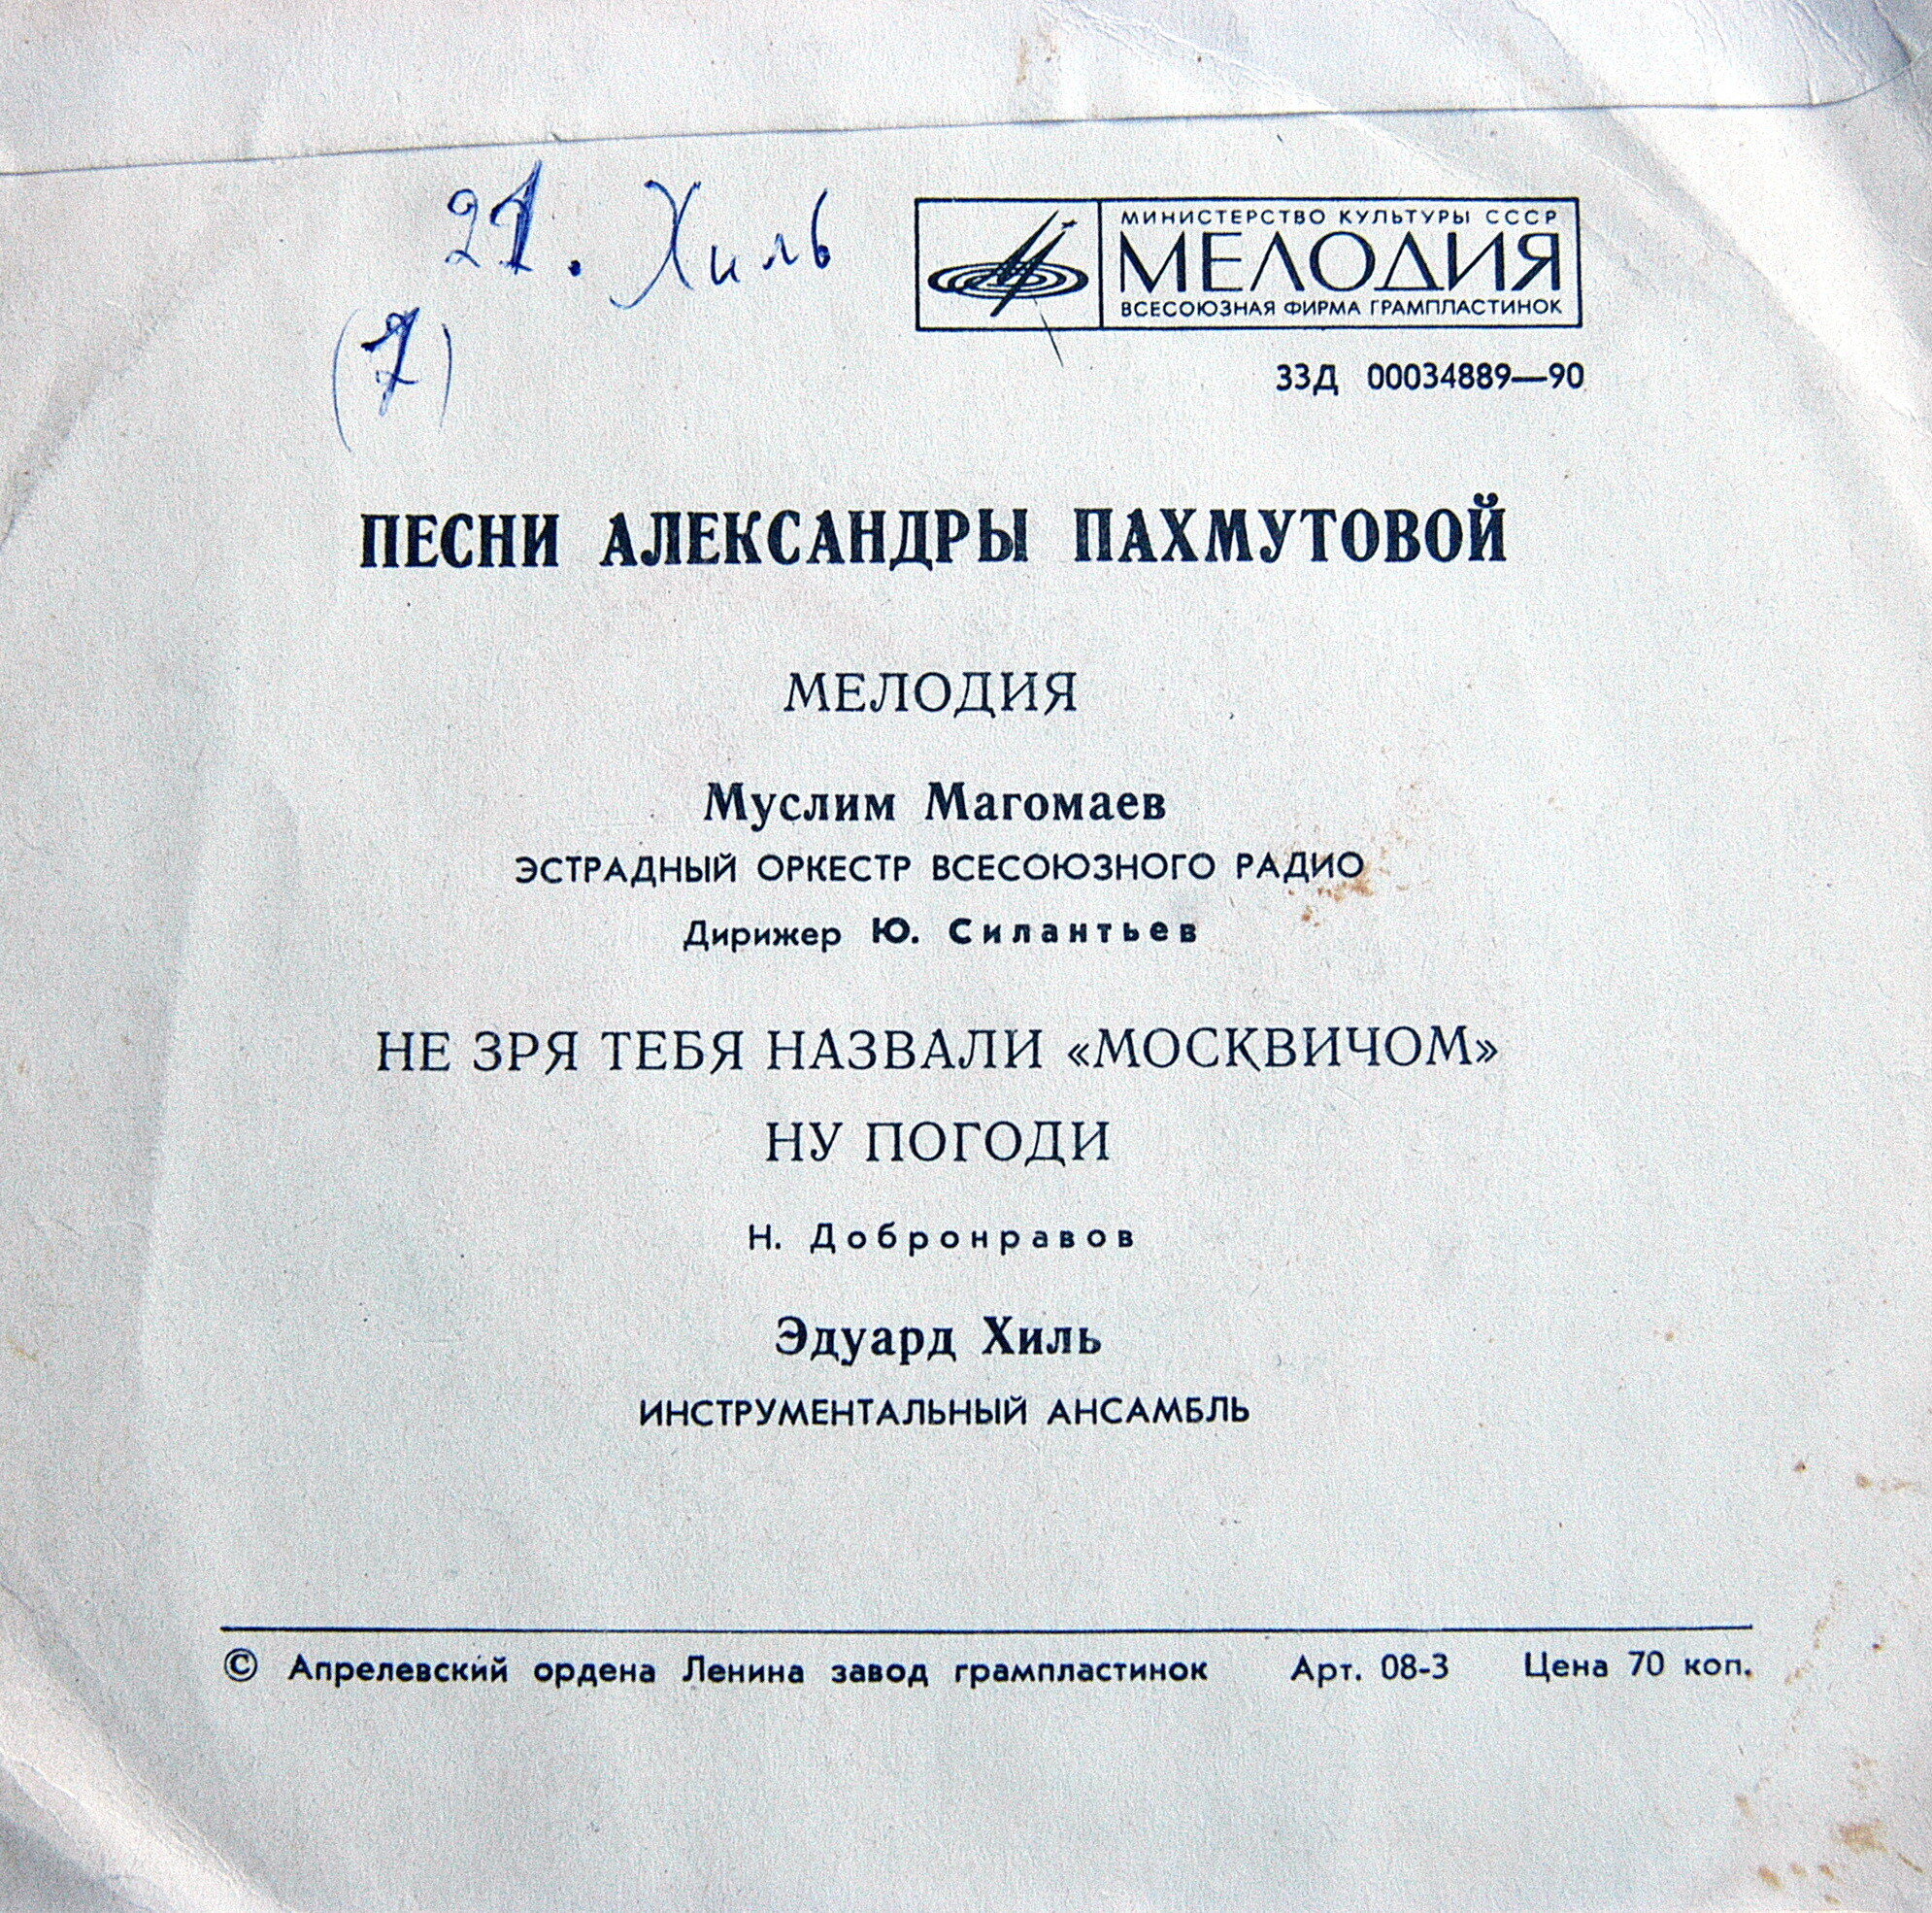 21. Хиль
(7)
МИНИСТЕРСТВО КУЛЬТУРЫ СССР
МЕЛОДИЯ
ВСЕСОЮЗНАЯ ФИРМА ГРАМПЛАСТИНОК
33Д 00034889—90
ПЕСНИ АЛЕКСАНДРЫ ПАХМУТОВОЙ
МЕЛОДИЯ
Муслим Магомаев
ЭСТРАДНЫЙ ОРКЕСТР ВСЕСОЮЗНОГО РАДИО
Дирижер Ю. Силантьев
НЕ ЗРЯ ТЕБЯ НАЗВАЛИ «МОСКВИЧОМ»
НУ ПОГОДИ
Н. Добронравов
Эдуард Хиль
ИНСТРУМЕНТАЛЬНЫЙ АНСАМБЛЬ
© Апрелевский ордена Ленина завод грампластинок Арт. 08-3 Цена 70 коп.